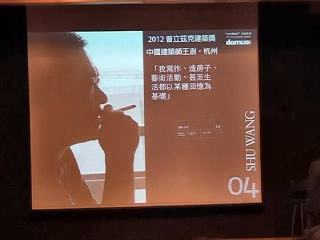 2012 普立茲克建築獎
domus
中國建築師王澍·杭州
「我寫作、造房子、
藝術活動、甚至生
活都以某種回憶為
基礎」
SHU WANG
04